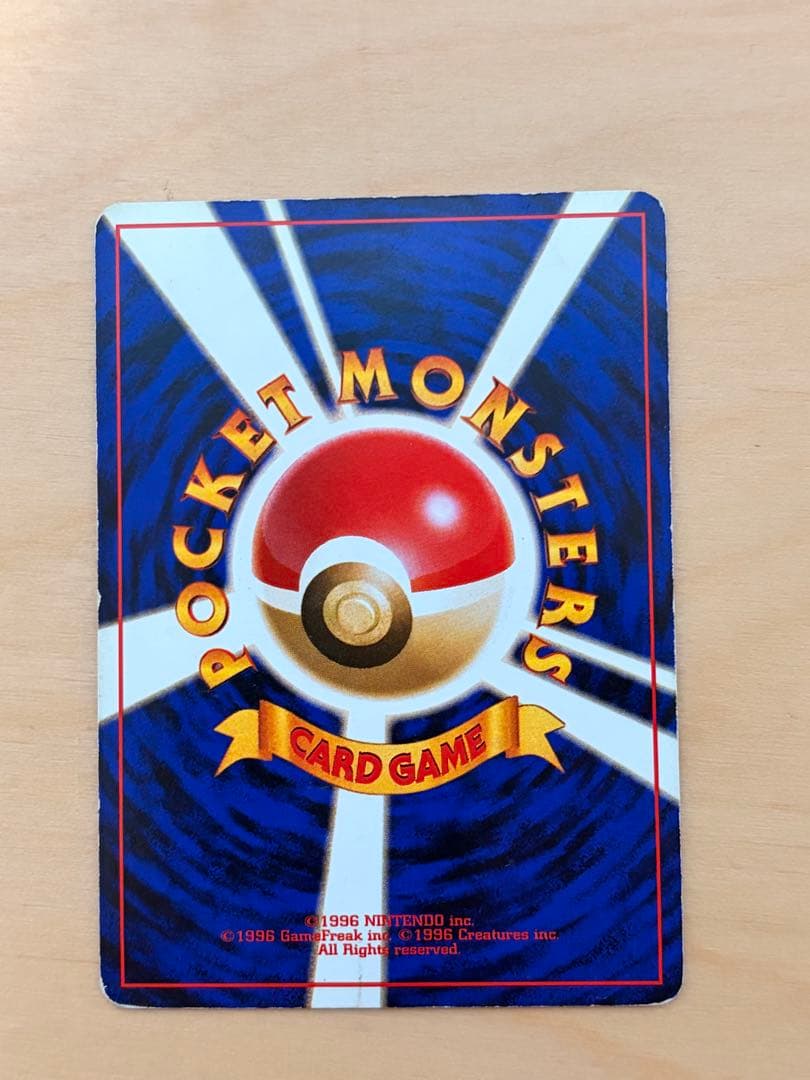 POCKET MONSTERS
CARD GAME
©1996 NINTENDO inc.
©1996 GameFreak inc. ©1996 Creatures inc.
All Rights reserved.